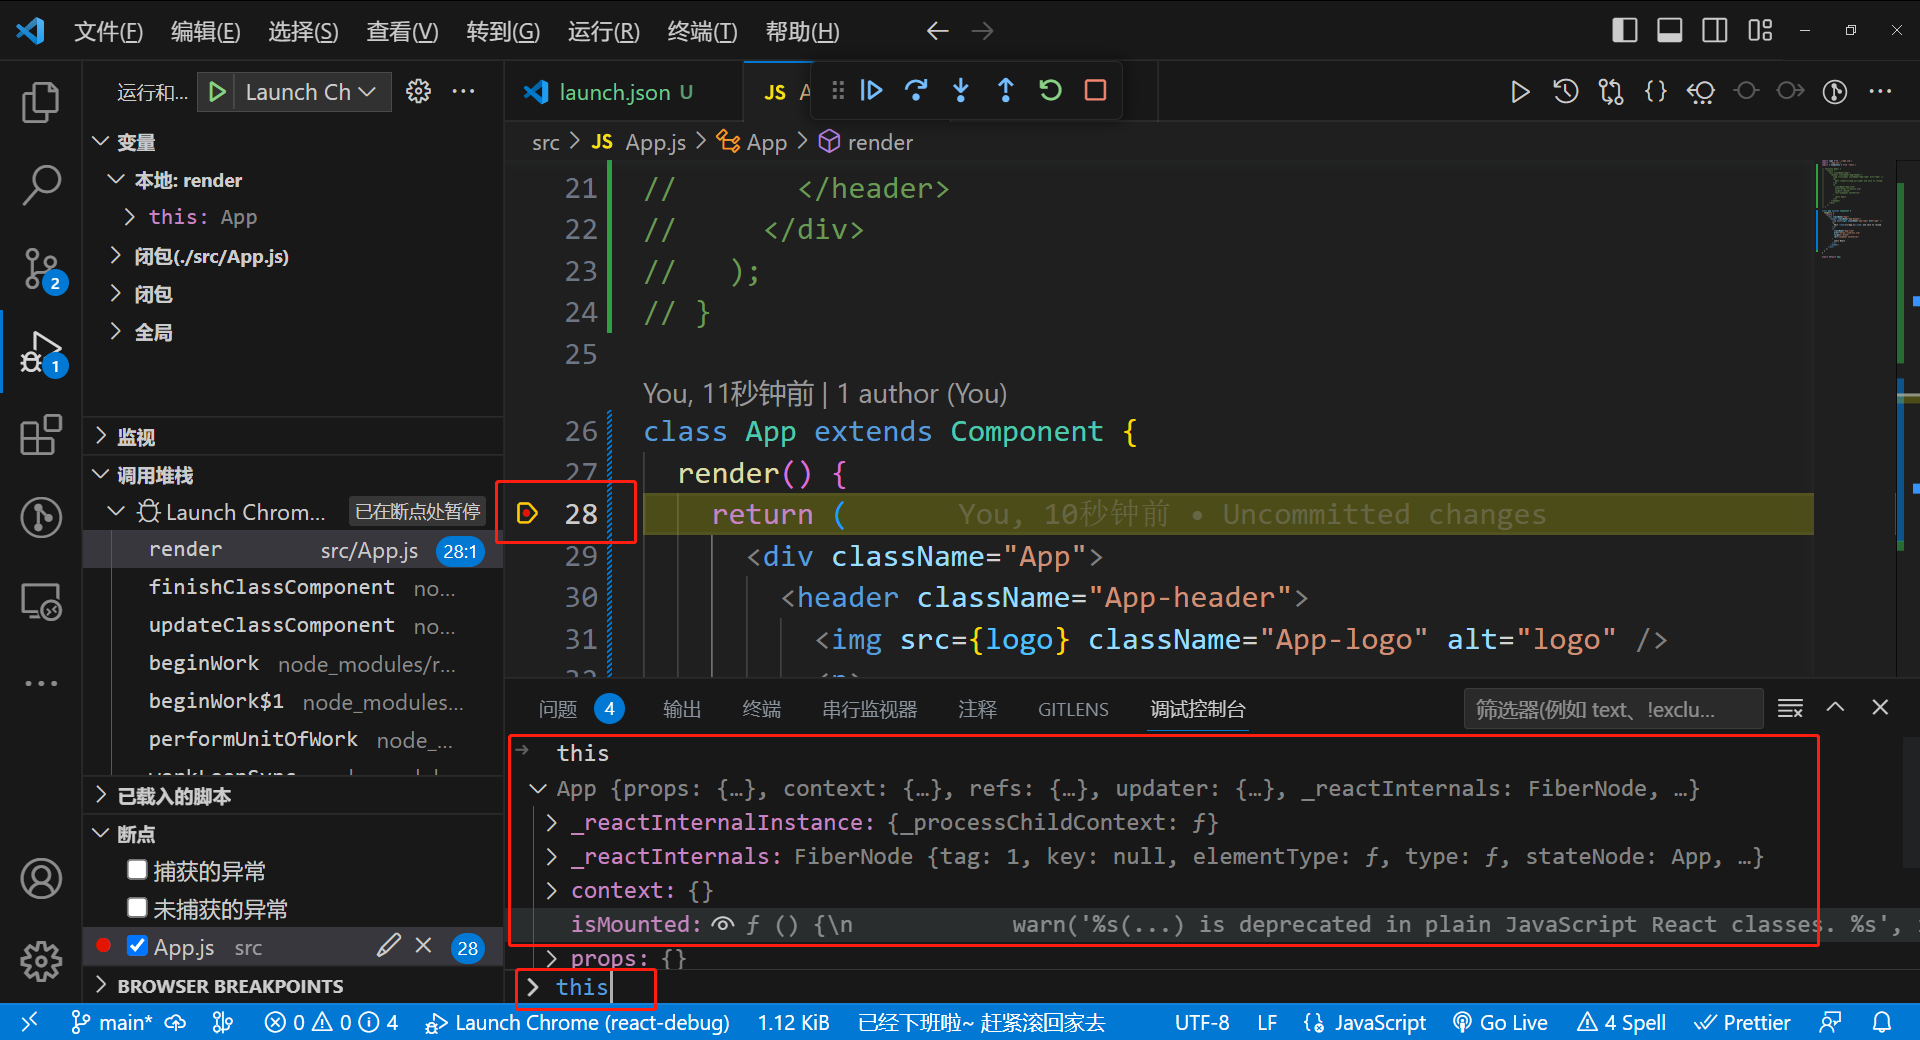 文件(F) 编辑(E) 选择(S) 查看(V) 转到(G) 运行(R) 终端(T) 帮助(H)
运行和... Launch Ch
launch.json U
JS A
变量
本地: render
this: App
闭包(./src/App.js)
闭包
全局
监视
调用堆栈
Launch Chrom... 已在断点处暂停
render src/App.js 28:1
finishClassComponent no...
updateClassComponent no...
beginWork node_modules/r...
beginWork$1 node_modules...
performUnitOfWork node_...
已载入的脚本
断点
捕获的异常
未捕获的异常
App.js src 28
BROWSER BREAKPOINTS
2
1
src > JS App.js > App > render
21 // </header>
22 // </div>
23 // );
24 // }
25
You, 11秒钟前 | 1 author (You)
26 class App extends Component {
27 render() {
28 return ( You, 10秒钟前 • Uncommitted changes
29 <div className="App">
30 <header className="App-header">
31 <img src={logo} className="App-logo" alt="logo" />
问题 4 输出 终端 串行监视器 注释 GITLENS 调试控制台 筛选器(例如 text、!exclu...
this
App {props: {…}, context: {…}, refs: {…}, updater: {…}, _reactInternals: FiberNode, …}
_reactInternalInstance: {_processChildContext: ƒ}
_reactInternals: FiberNode {tag: 1, key: null, elementType: ƒ, type: ƒ, stateNode: App, …}
context: {}
isMounted: ƒ () {\n warn('%s(...) is deprecated in plain JavaScript React classes. %s',
props: {}
> this
main* 0 0 4 Launch Chrome (react-debug) 1.12 KiB 已经下班啦~ 赶紧滚回家去 UTF-8 LF JavaScript Go Live 4 Spell Prettier